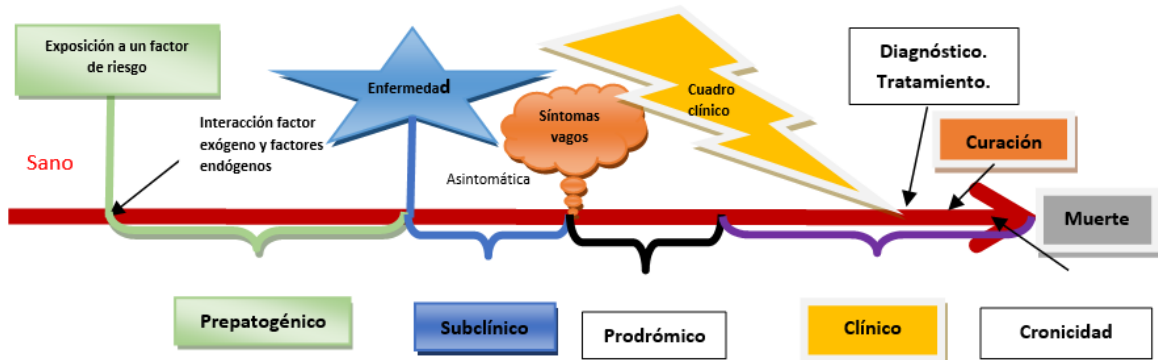 Exposición a un factor
de riesgo
Enfermedad
Síntomas
vagos
Cuadro
clínico
Diagnóstico.
Tratamiento.
Interacción factor
exógeno y factores
endógenos
Sano
Asintomática
Curación
Muerte
Prepatogénico
Subclínico
Prodrómico
Clínico
Cronicidad